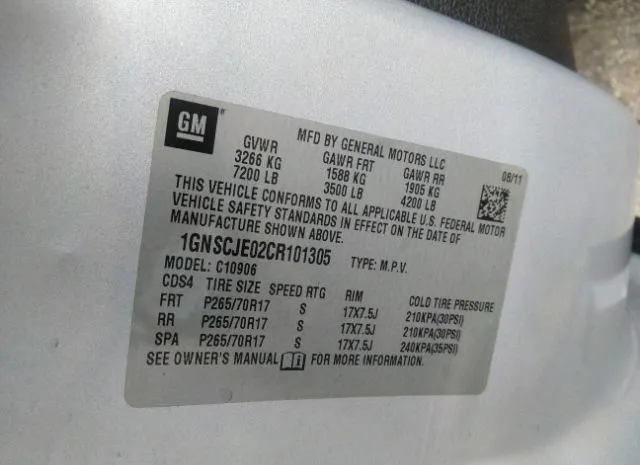 GM
MFD BY GENERAL MOTORS LLC
08/11
GVWR GAWR FRT GAWR RR
3266 KG 1588 KG 1905 KG
7200 LB 3500 LB 4200 LB
THIS VEHICLE CONFORMS TO ALL APPLICABLE U.S. FEDERAL MOTOR
VEHICLE SAFETY STANDARDS IN EFFECT ON THE DATE OF
MANUFACTURE SHOWN ABOVE.
1GNSCJE02CR101305 TYPE: M.P.V.
MODEL: C10906
CDS4 TIRE SIZE SPEED RTG RIM COLD TIRE PRESSURE
FRT P265/70R17 S 17X7.5J 210KPA(30PSI)
RR P265/70R17 S 17X7.5J 210KPA(30PSI)
SPA P265/70R17 S 17X7.5J 240KPA(35PSI)
SEE OWNER'S MANUAL FOR MORE INFORMATION.